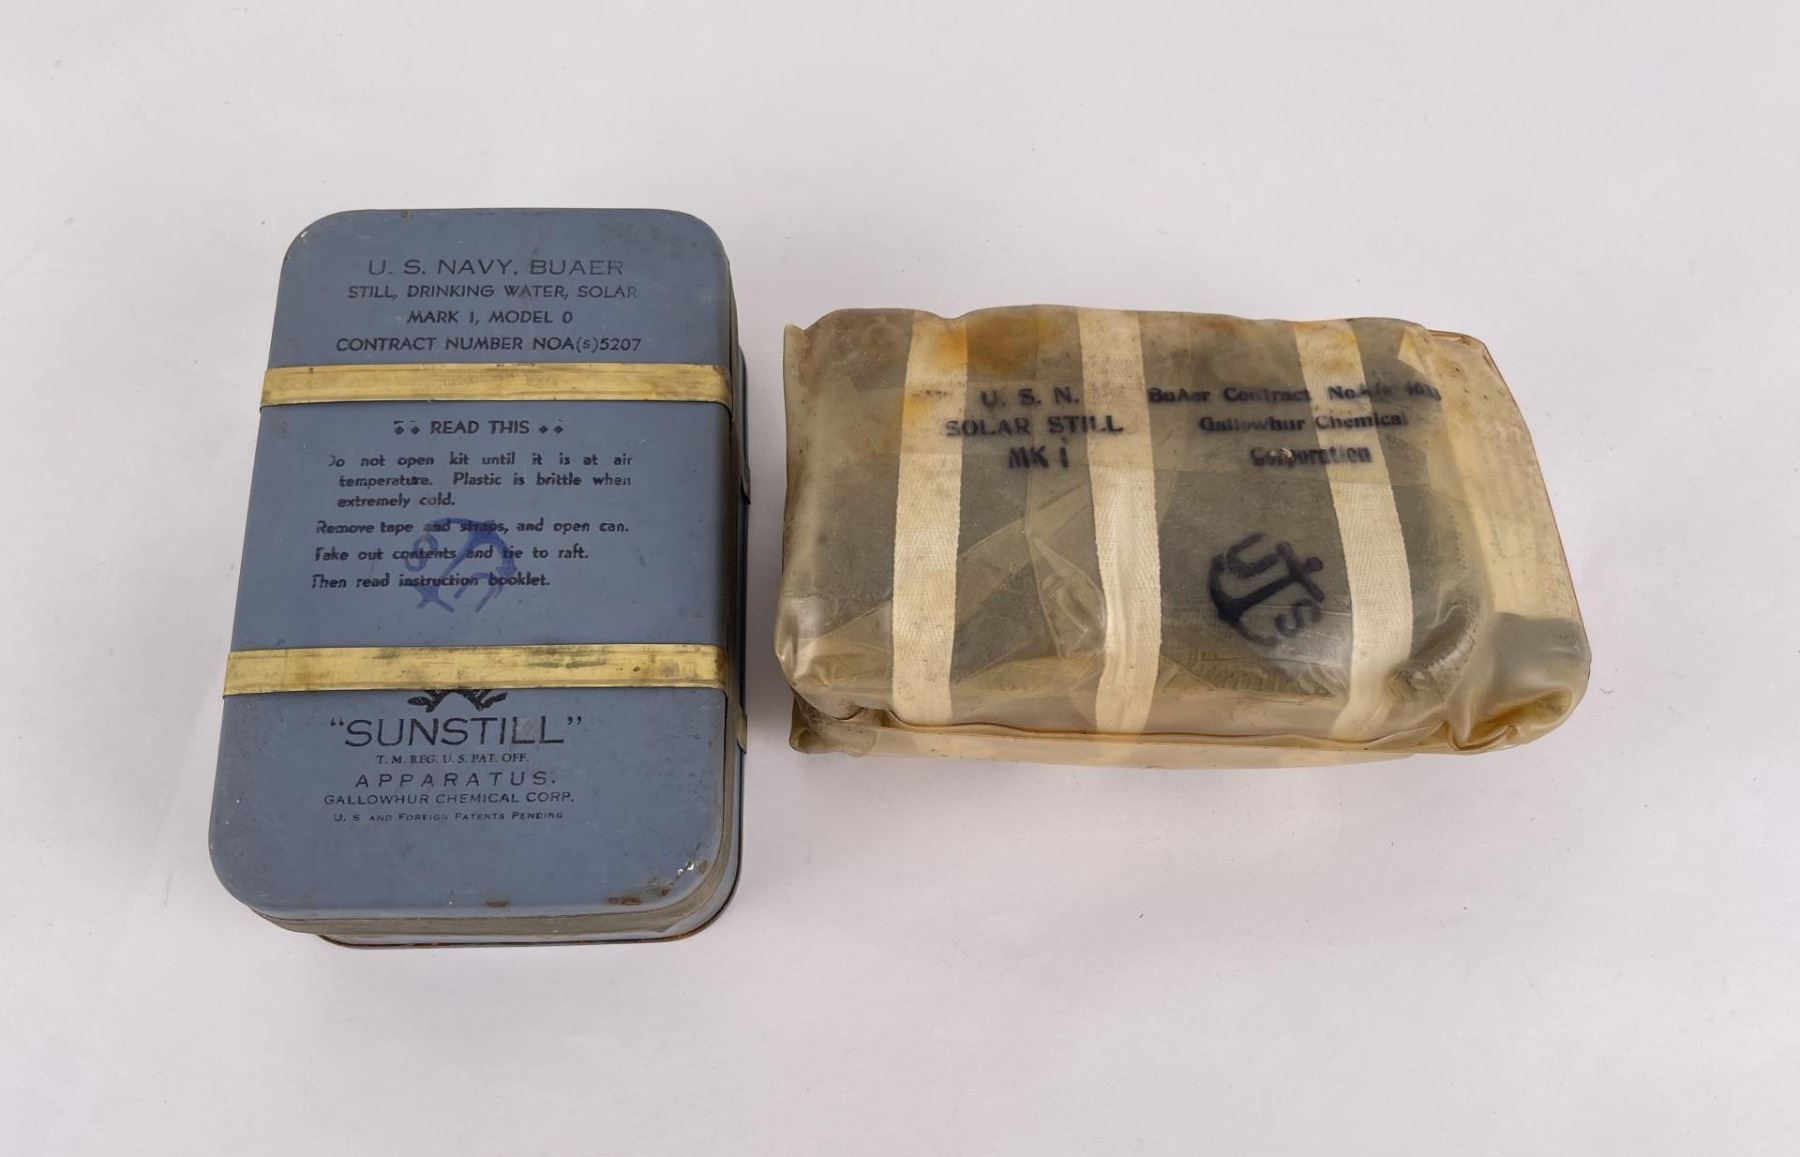 U. S. NAVY, BUAER
STILL, DRINKING WATER, SOLAR
MARK I, MODEL 0
CONTRACT NUMBER NOA(s)5207
READ THIS
Do not open kit until it is at air
temperature. Plastic is brittle when
extremely cold.
Remove tape and straps, and open can.
Take out contents and tie to raft.
Then read instruction booklet.
"SUNSTILL"
T. M. REG. U. S. PAT. OFF.
APPARATUS.
GALLOWHUR CHEMICAL CORP.
U. S AND FOREIGN PATENTS PENDING
U. S. N.
SOLAR STILL
MK I
BuAer Contract
Gallowhur Chemical
Corporation
U S